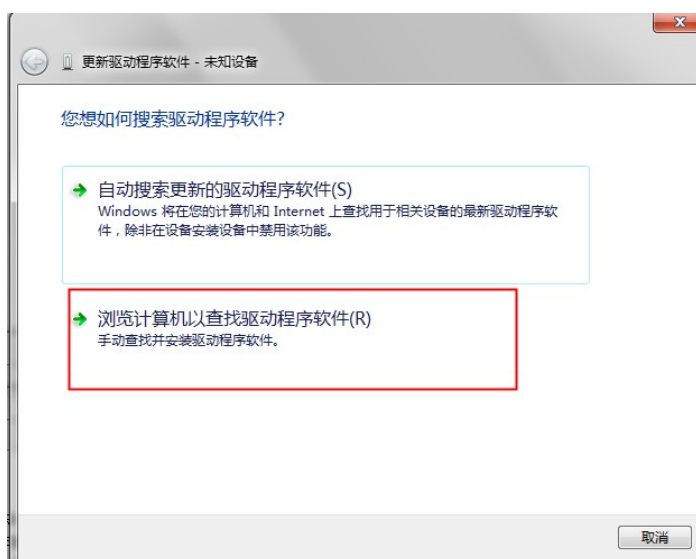 更新驱动程序软件 - 未知设备
您想如何搜索驱动程序软件?
自动搜索更新的驱动程序软件(S)
Windows 将在您的计算机和 Internet 上查找用于相关设备的最新驱动程序软
件，除非在设备安装设备中禁用该功能。
浏览计算机以查找驱动程序软件(R)
手动查找并安装驱动程序软件。
取消